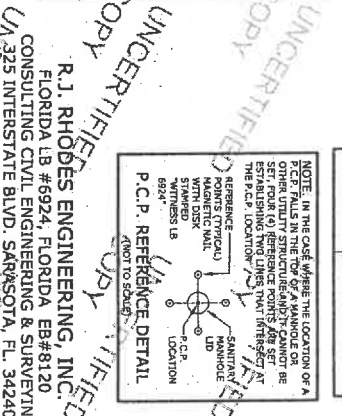 NOTE: IN THE CASE WHERE THE LOCATION OF A
P.C.P. FALLS IN THE TOP OF A MANHOLE OR
OTHER UTILITY STRUCTURE AND IT CANNOT BE
SET, FOUR (4) REFERENCE POINTS ARE SET
ESTABLISHING TWO LINES THAT INTERSECT AT
THE P.C.P. LOCATION
REFERENCE
POINTS (TYPICAL)
MAGNETIC NAIL
WITH DISK
STAMPED
"WITNESS LB
6924"
SANITARY
MANHOLE
LID
P.C.P.
LOCATION
P.C.P. REFERENCE DETAIL
(NOT TO SCALE)
R.J. RHODES ENGINEERING, INC.
FLORIDA LB #6924, FLORIDA EB#8120
CONSULTING CIVIL ENGINEERING & SURVEYIN
325 INTERSTATE BLVD. SARASOTA, FL. 34240
UNCERTIFIED
COPY
UNCERTIFIED
COPY